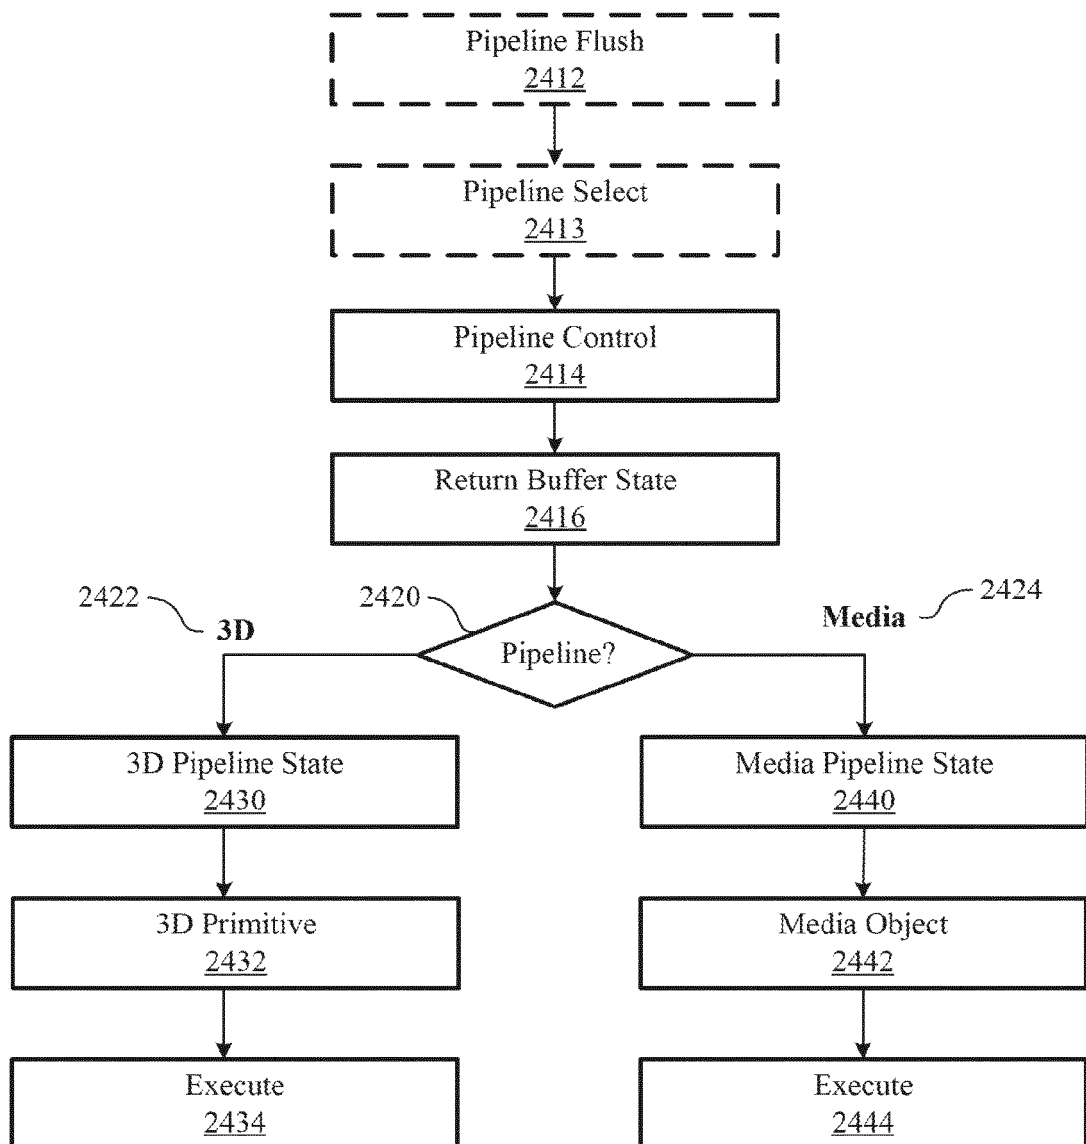 Pipeline Flush
2412
Pipeline Select
2413
Pipeline Control
2414
Return Buffer State
2416
2422
3D
2420
Pipeline?
Media
2424
3D Pipeline State
2430
3D Primitive
2432
Execute
2434
Media Pipeline State
2440
Media Object
2442
Execute
2444